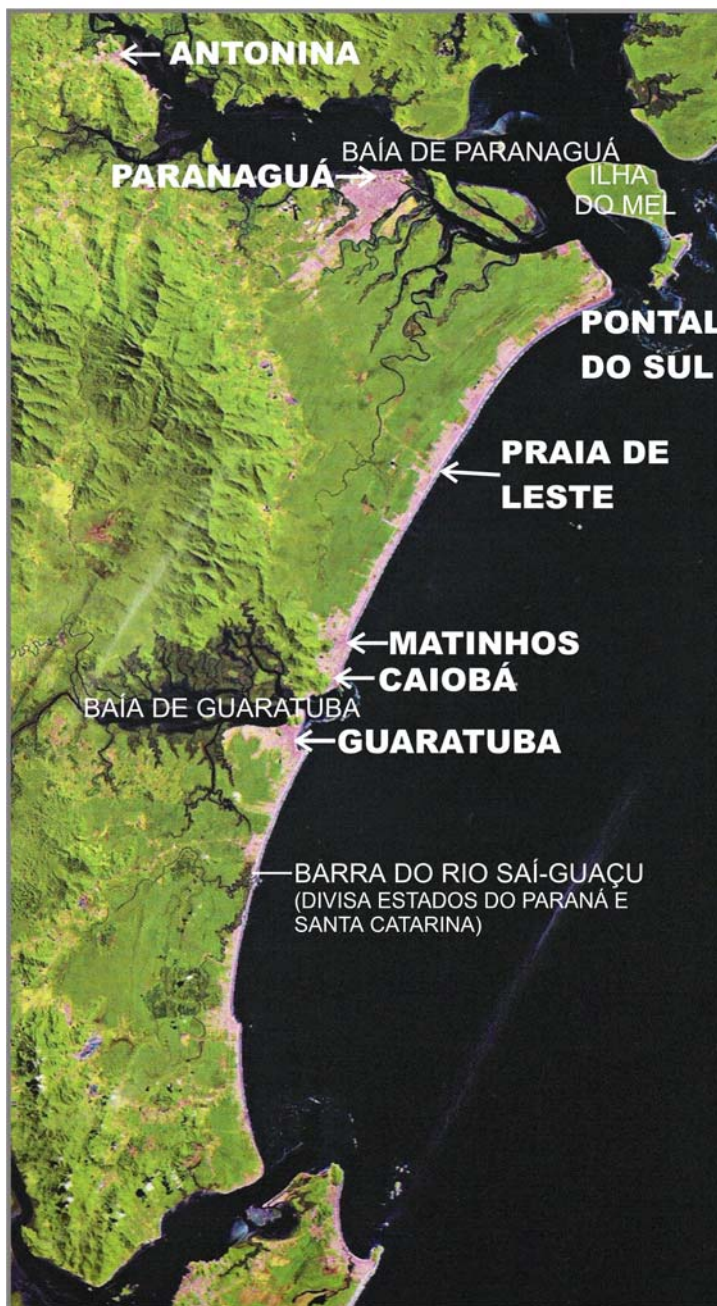 ANTONINA
BAÍA DE PARANAGUÁ
PARANAGUÁ
ILHA
DO MEL
PONTAL
DO SUL
PRAIA DE
LESTE
MATINHOS
CAIOBÁ
BAÍA DE GUARATUBA
GUARATUBA
BARRA DO RIO SAÍ-GUAÇU
(DIVISA ESTADOS DO PARANÁ E
SANTA CATARINA)